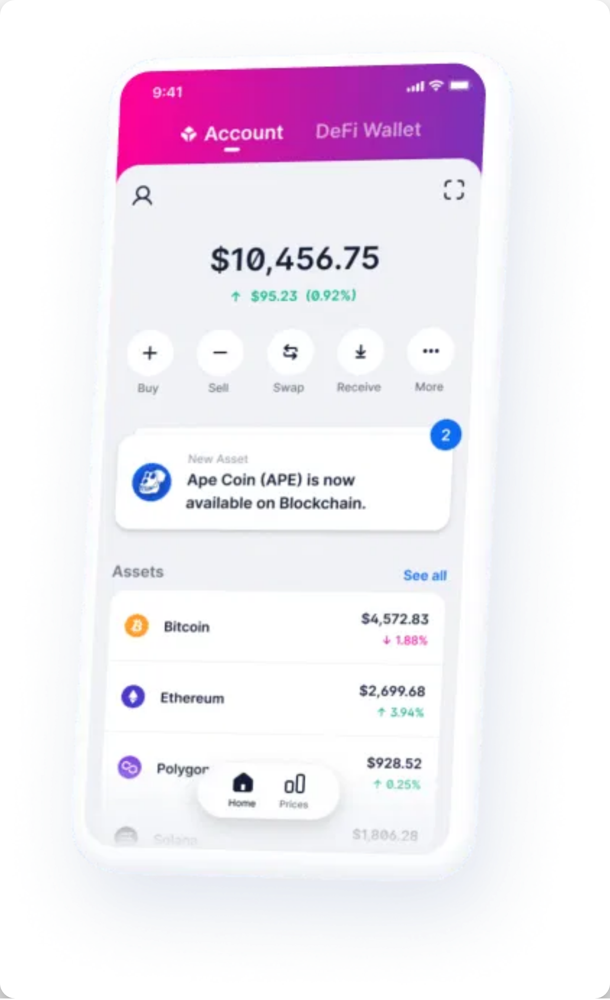 9:41
Account DeFi Wallet
$10,456.75
↑ $95.23 (0.92%)
Buy Sell Swap Receive More
2
New Asset
Ape Coin (APE) is now
available on Blockchain.
Assets See all
Bitcoin $4,572.83
↓ 1.88%
Ethereum $2,699.68
↑ 3.94%
Polygon $928.52
↑ 0.25%
Home Prices
Solana $1,806.28